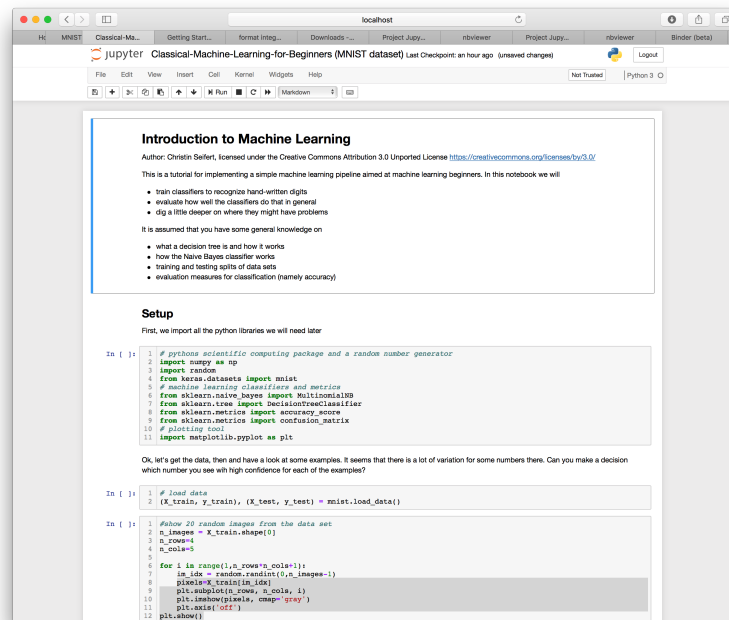 localhost
MNIST Classical-Ma... Getting Start... format integ... Downloads –... Project Jupy... nbviewer Project Jupy... nbviewer Binder (beta)
jupyter Classical-Machine-Learning-for-Beginners (MNIST dataset) Last Checkpoint: an hour ago (unsaved changes) Logout
File Edit View Insert Cell Kernel Widgets Help Not Trusted Python 3
Run Markdown
Introduction to Machine Learning
Author: Christin Seifert, licensed under the Creative Commons Attribution 3.0 Unported License https://creativecommons.org/licenses/by/3.0/
This is a tutorial for implementing a simple machine learning pipeline aimed at machine learning beginners. In this notebook we will
• train classifiers to recognize hand-written digits
• evaluate how well the classifiers do that in general
• dig a little deeper on where they might have problems
It is assumed that you have some general knowledge on
• what a decision tree is and how it works
• how the Naive Bayes classifier works
• training and testing splits of data sets
• evaluation measures for classification (namely accuracy)
Setup
First, we import all the python libraries we will need later
In [ ]: 1 # pythons scientific computing package and a random number generator
2 import numpy as np
3 import random
4 from keras.datasets import mnist
5 # machine learning classifiers and metrics
6 from sklearn.naive_bayes import MultinomialNB
7 from sklearn.tree import DecisionTreeClassifier
8 from sklearn.metrics import accuracy_score
9 from sklearn.metrics import confusion_matrix
10 # plotting tool
11 import matplotlib.pyplot as plt
Ok, let's get the data, then and have a look at some examples. It seems that there is a lot of variation for some numbers there. Can you make a decision
which number you see wih high confidence for each of the examples?
In [ ]: 1 # load data
2 (X_train, y_train), (X_test, y_test) = mnist.load_data()
In [ ]: 1 #show 20 random images from the data set
2 n_images = X_train.shape[0]
3 n_rows=4
4 n_cols=5
5
6 for i in range(1,n_rows*n_cols+1):
7 im_idx = random.randint(0,n_images-1)
8 pixels=X_train[im_idx]
9 plt.subplot(n_rows, n_cols, i)
10 plt.imshow(pixels, cmap='gray')
11 plt.axis('off')
12 plt.show()